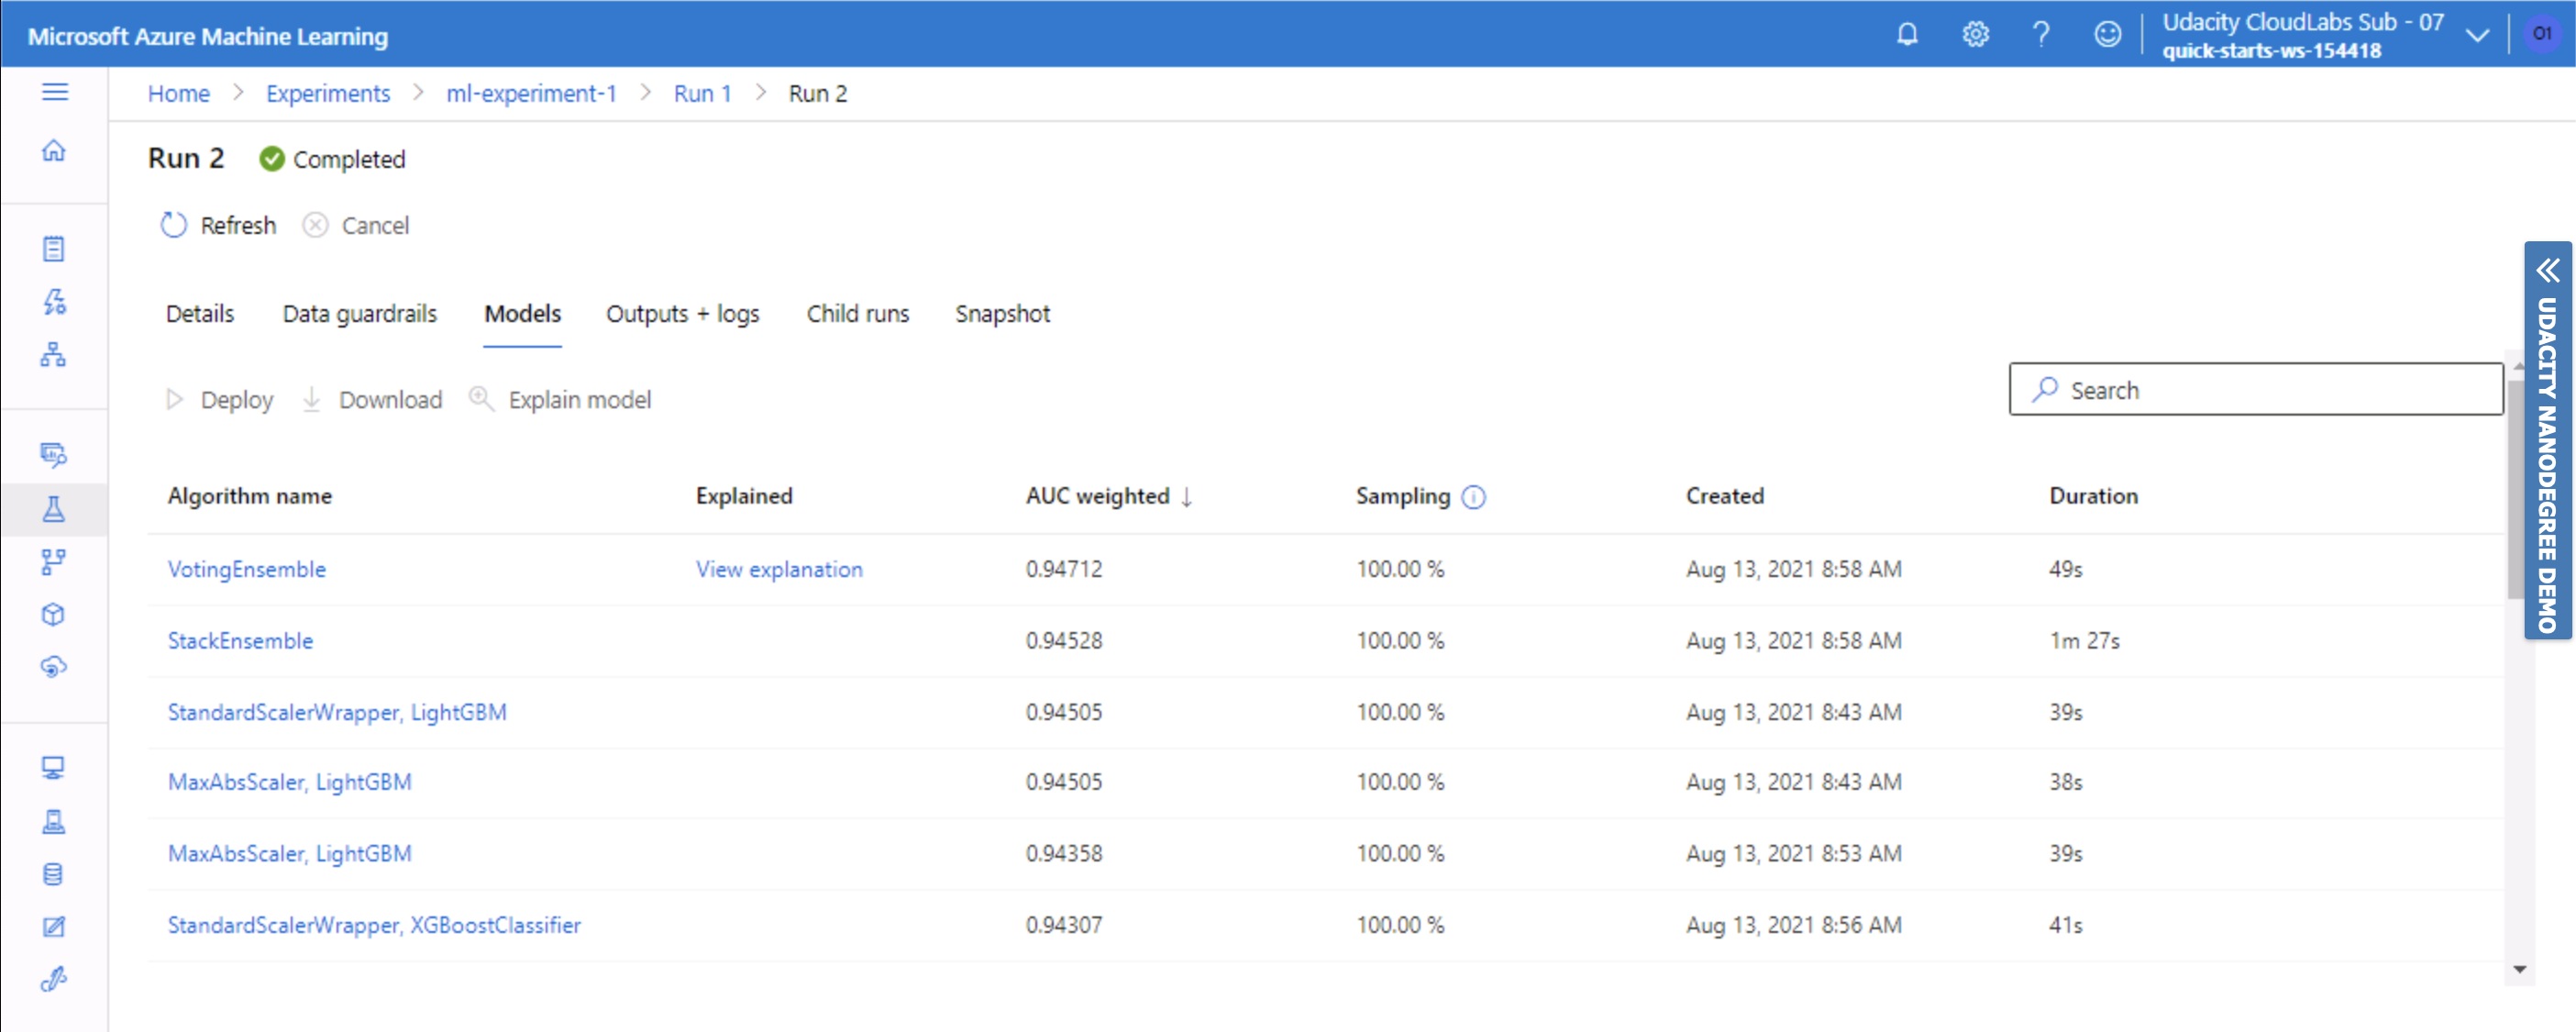 Microsoft Azure Machine Learning
Udacity CloudLabs Sub - 07
quick-starts-ws-154418
O1
Home > Experiments > ml-experiment-1 > Run 1 > Run 2
Run 2 Completed
Refresh Cancel
Details Data guardrails Models Outputs + logs Child runs Snapshot
Deploy Download Explain model
Search
Algorithm name Explained AUC weighted ↓ Sampling Created Duration
VotingEnsemble View explanation 0.94712 100.00 % Aug 13, 2021 8:58 AM 49s
StackEnsemble 0.94528 100.00 % Aug 13, 2021 8:58 AM 1m 27s
StandardScalerWrapper, LightGBM 0.94505 100.00 % Aug 13, 2021 8:43 AM 39s
MaxAbsScaler, LightGBM 0.94505 100.00 % Aug 13, 2021 8:43 AM 38s
MaxAbsScaler, LightGBM 0.94358 100.00 % Aug 13, 2021 8:53 AM 39s
StandardScalerWrapper, XGBoostClassifier 0.94307 100.00 % Aug 13, 2021 8:56 AM 41s
UDACITY NANODEGREE DEMO